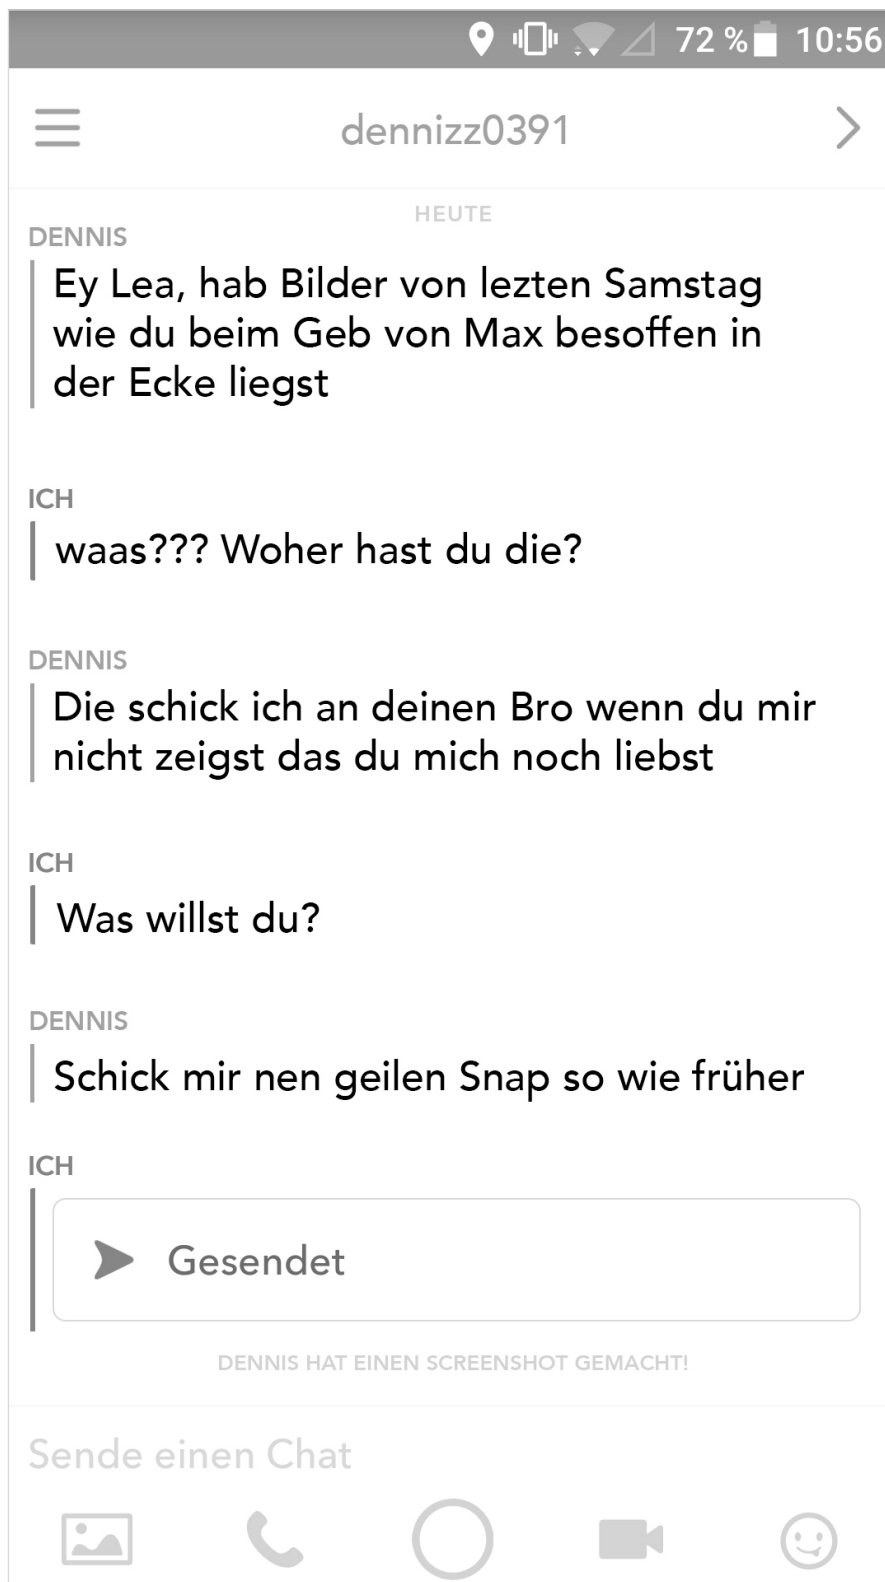 72 % 10:56
dennizz0391
HEUTE
DENNIS
Ey Lea, hab Bilder von lezten Samstag
wie du beim Geb von Max besoffen in
der Ecke liegst
ICH
waas??? Woher hast du die?
DENNIS
Die schick ich an deinen Bro wenn du mir
nicht zeigst das du mich noch liebst
ICH
Was willst du?
DENNIS
Schick mir nen geilen Snap so wie früher
ICH
Gesendet
DENNIS HAT EINEN SCREENSHOT GEMACHT!
Sende einen Chat